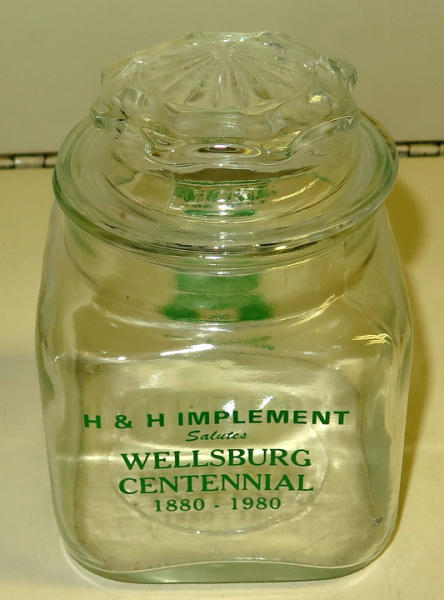 H & H IMPLEMENT
Salutes
WELLSBURG
CENTENNIAL
1880 - 1980